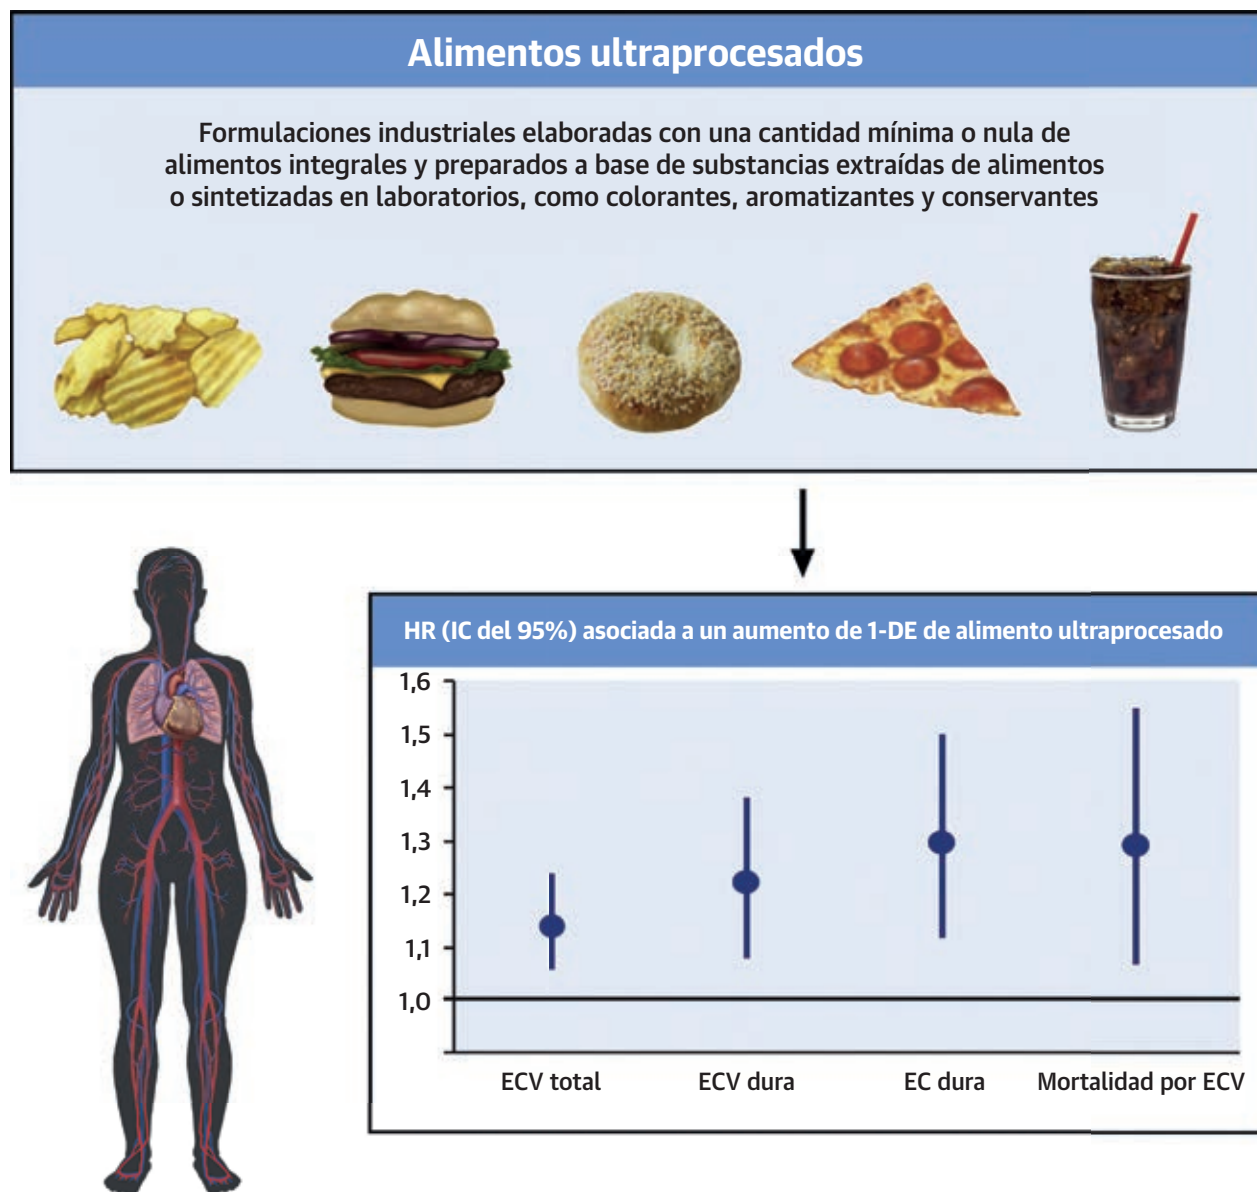 Alimentos ultraprocesados
Formulaciones industriales elaboradas con una cantidad mínima o nula de
alimentos integrales y preparados a base de substancias extraídas de alimentos
o sintetizadas en laboratorios, como colorantes, aromatizantes y conservantes
HR (IC del 95%) asociada a un aumento de 1-DE de alimento ultraprocesado
1,6
1,5
1,4
1,3
1,2
1,1
1,0
ECV total
ECV dura
EC dura
Mortalidad por ECV